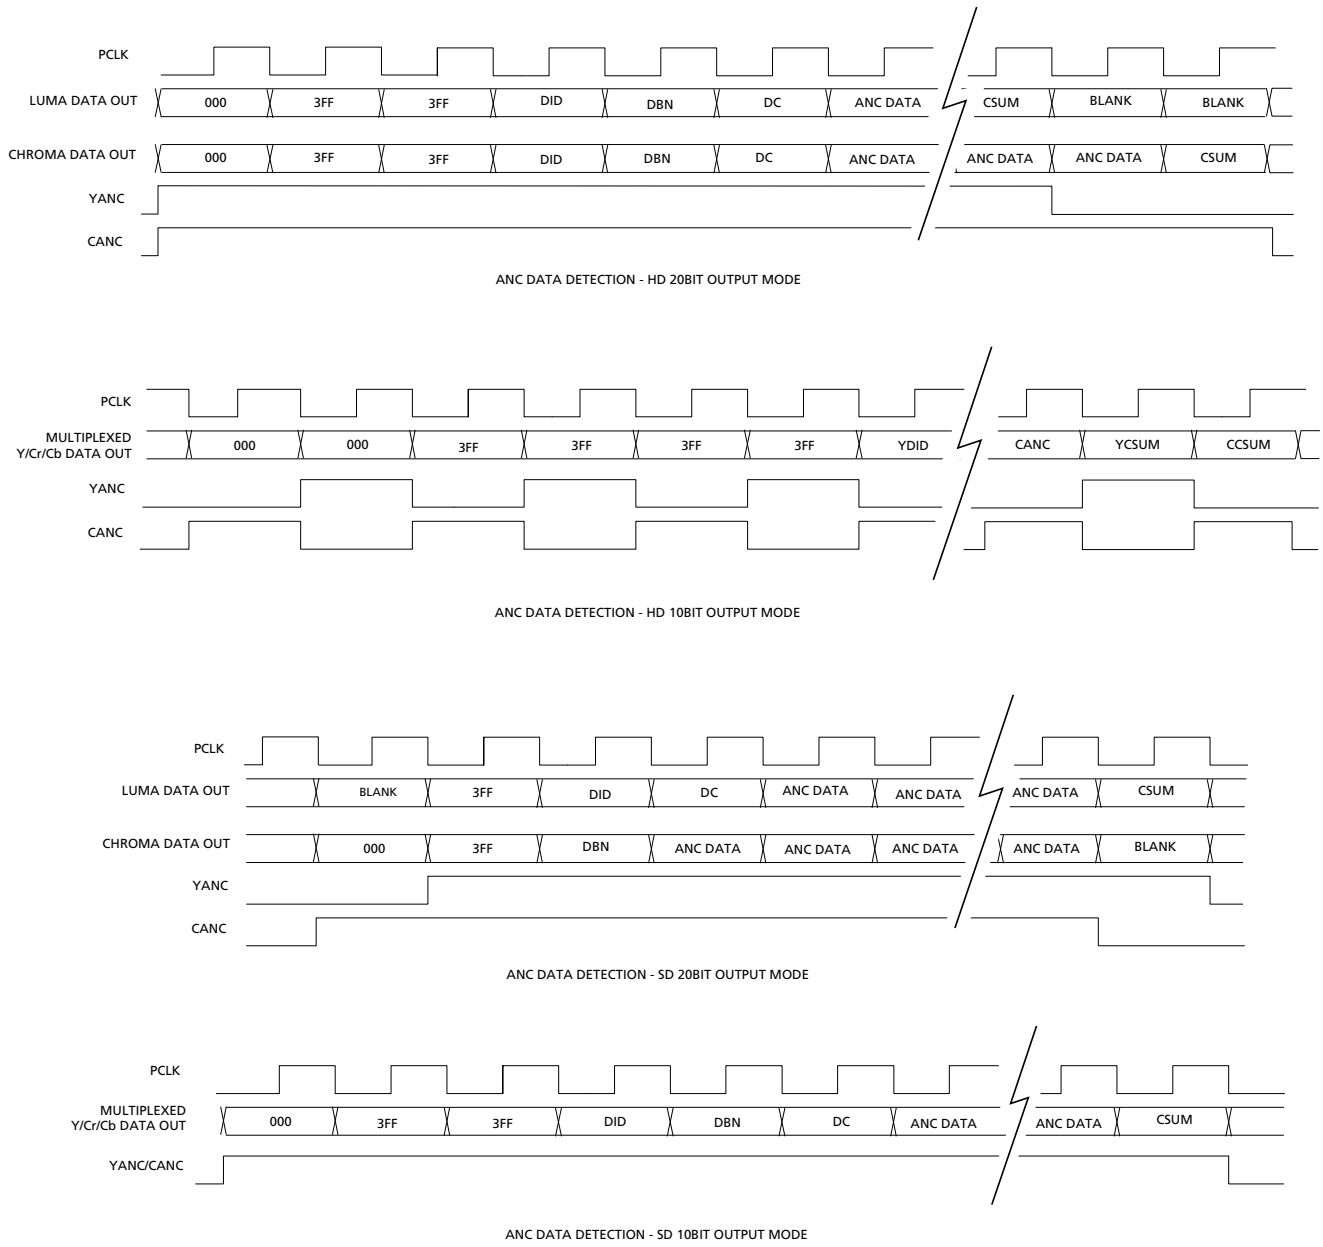 PCLK
LUMA DATA OUT 000 3FF 3FF DID DBN DC ANC DATA CSUM BLANK BLANK
CHROMA DATA OUT 000 3FF 3FF DID DBN DC ANC DATA ANC DATA ANC DATA CSUM
YANC
CANC
ANC DATA DETECTION - HD 20BIT OUTPUT MODE
PCLK
MULTIPLEXED
Y/Cr/Cb DATA OUT 000 000 3FF 3FF 3FF 3FF YDID CANC YCSUM CCSUM
YANC
CANC
ANC DATA DETECTION - HD 10BIT OUTPUT MODE
PCLK
LUMA DATA OUT BLANK 3FF DID DC ANC DATA ANC DATA ANC DATA CSUM
CHROMA DATA OUT 000 3FF DBN ANC DATA ANC DATA ANC DATA ANC DATA BLANK
YANC
CANC
ANC DATA DETECTION - SD 20BIT OUTPUT MODE
PCLK
MULTIPLEXED
Y/Cr/Cb DATA OUT 000 3FF 3FF DID DBN DC ANC DATA ANC DATA CSUM
YANC/CANC
ANC DATA DETECTION - SD 10BIT OUTPUT MODE